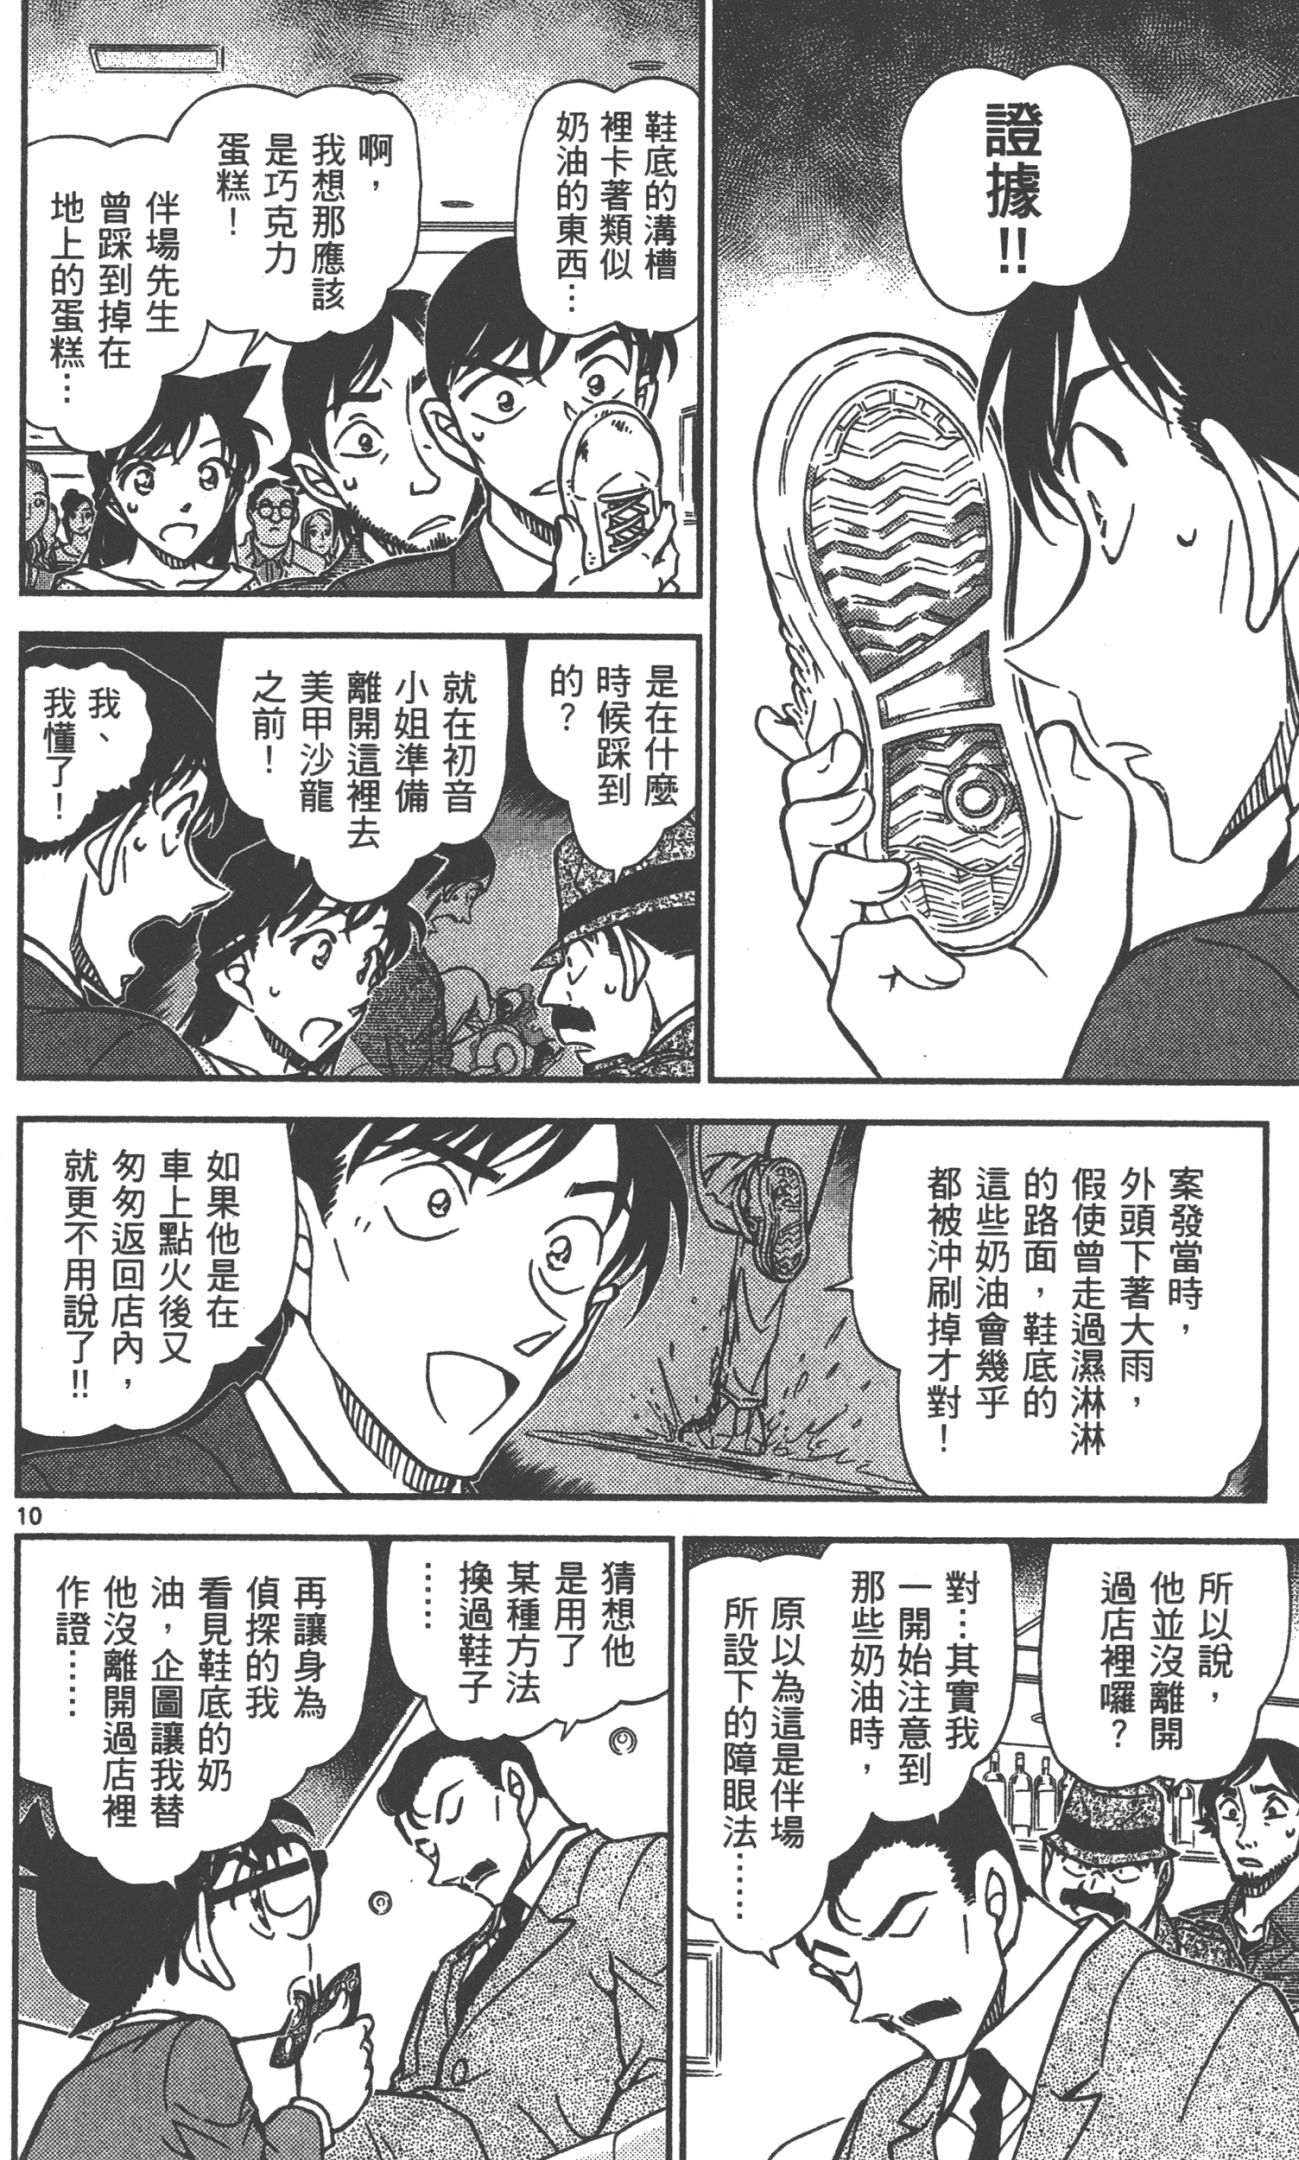 證據!!
鞋底的溝槽
裡卡著類似
奶油的東西…
啊，
我想那應該
是巧克力
蛋糕！
伴場先生
曾踩到掉在
地上的蛋糕…
是在什麼
時候踩到
的？
就在初音
小姐準備
離開這裡去
美甲沙龍
之前！
我、
我懂了！
案發當時，
外頭下著大雨，
假使曾走過濕淋淋
的路面，鞋底的
這些奶油會幾乎
都被沖刷掉才對！
如果他是在
車上點火後又
匆匆返回店內，
就更不用說了!!
10
所以說，
他並沒離開
過店裡囉？
對…其實我
一開始注意到
那些奶油時，
原以為這是伴場
所設下的障眼法……
猜想他
是用了
某種方法
換過鞋子
……
再讓身為
偵探的我
看見鞋底的奶
油，企圖讓我替
他沒離開過店裡
作證……